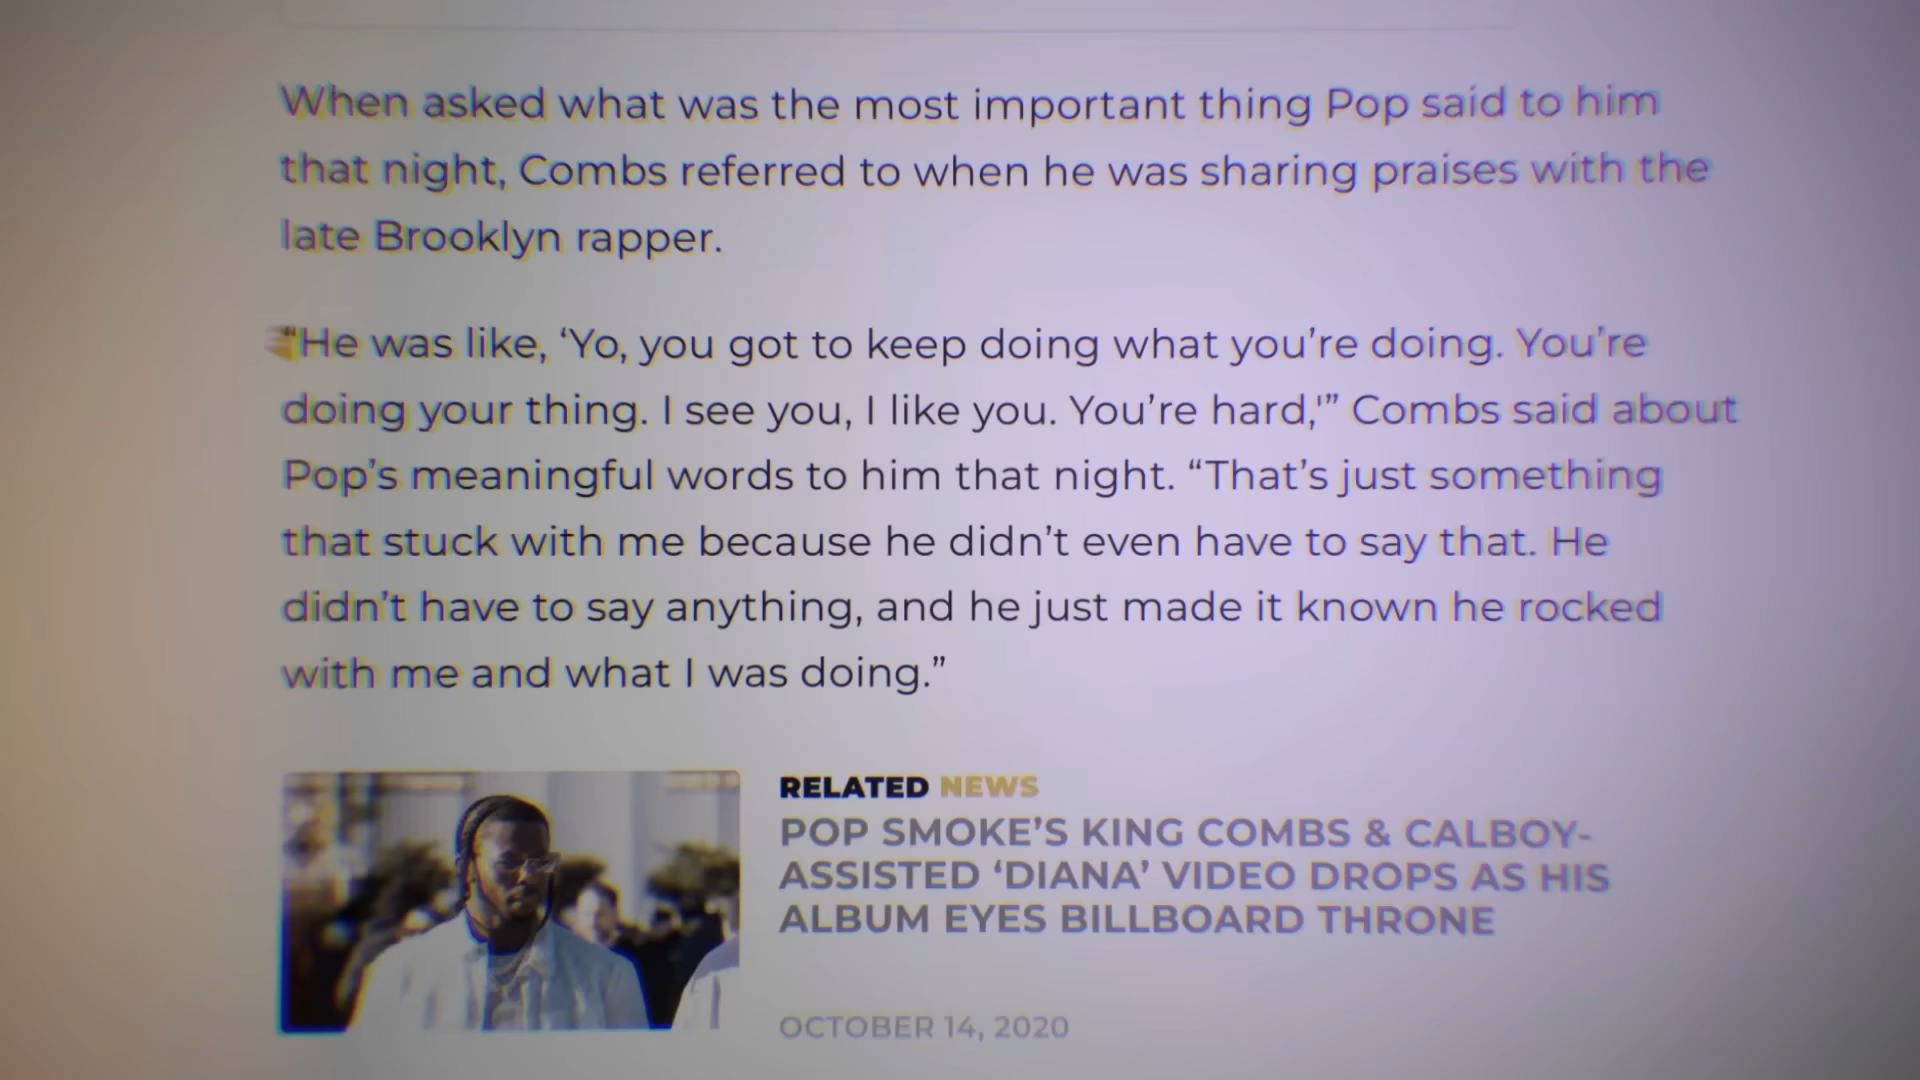 When asked what was the most important thing Pop said to him
that night, Combs referred to when he was sharing praises with the
late Brooklyn rapper.
“He was like, ‘Yo, you got to keep doing what you’re doing. You’re
doing your thing. I see you, I like you. You’re hard,'” Combs said about
Pop’s meaningful words to him that night. “That’s just something
that stuck with me because he didn’t even have to say that. He
didn’t have to say anything, and he just made it known he rocked
with me and what I was doing.”
RELATED NEWS
POP SMOKE’S KING COMBS & CALBOY-
ASSISTED ‘DIANA’ VIDEO DROPS AS HIS
ALBUM EYES BILLBOARD THRONE
OCTOBER 14, 2020